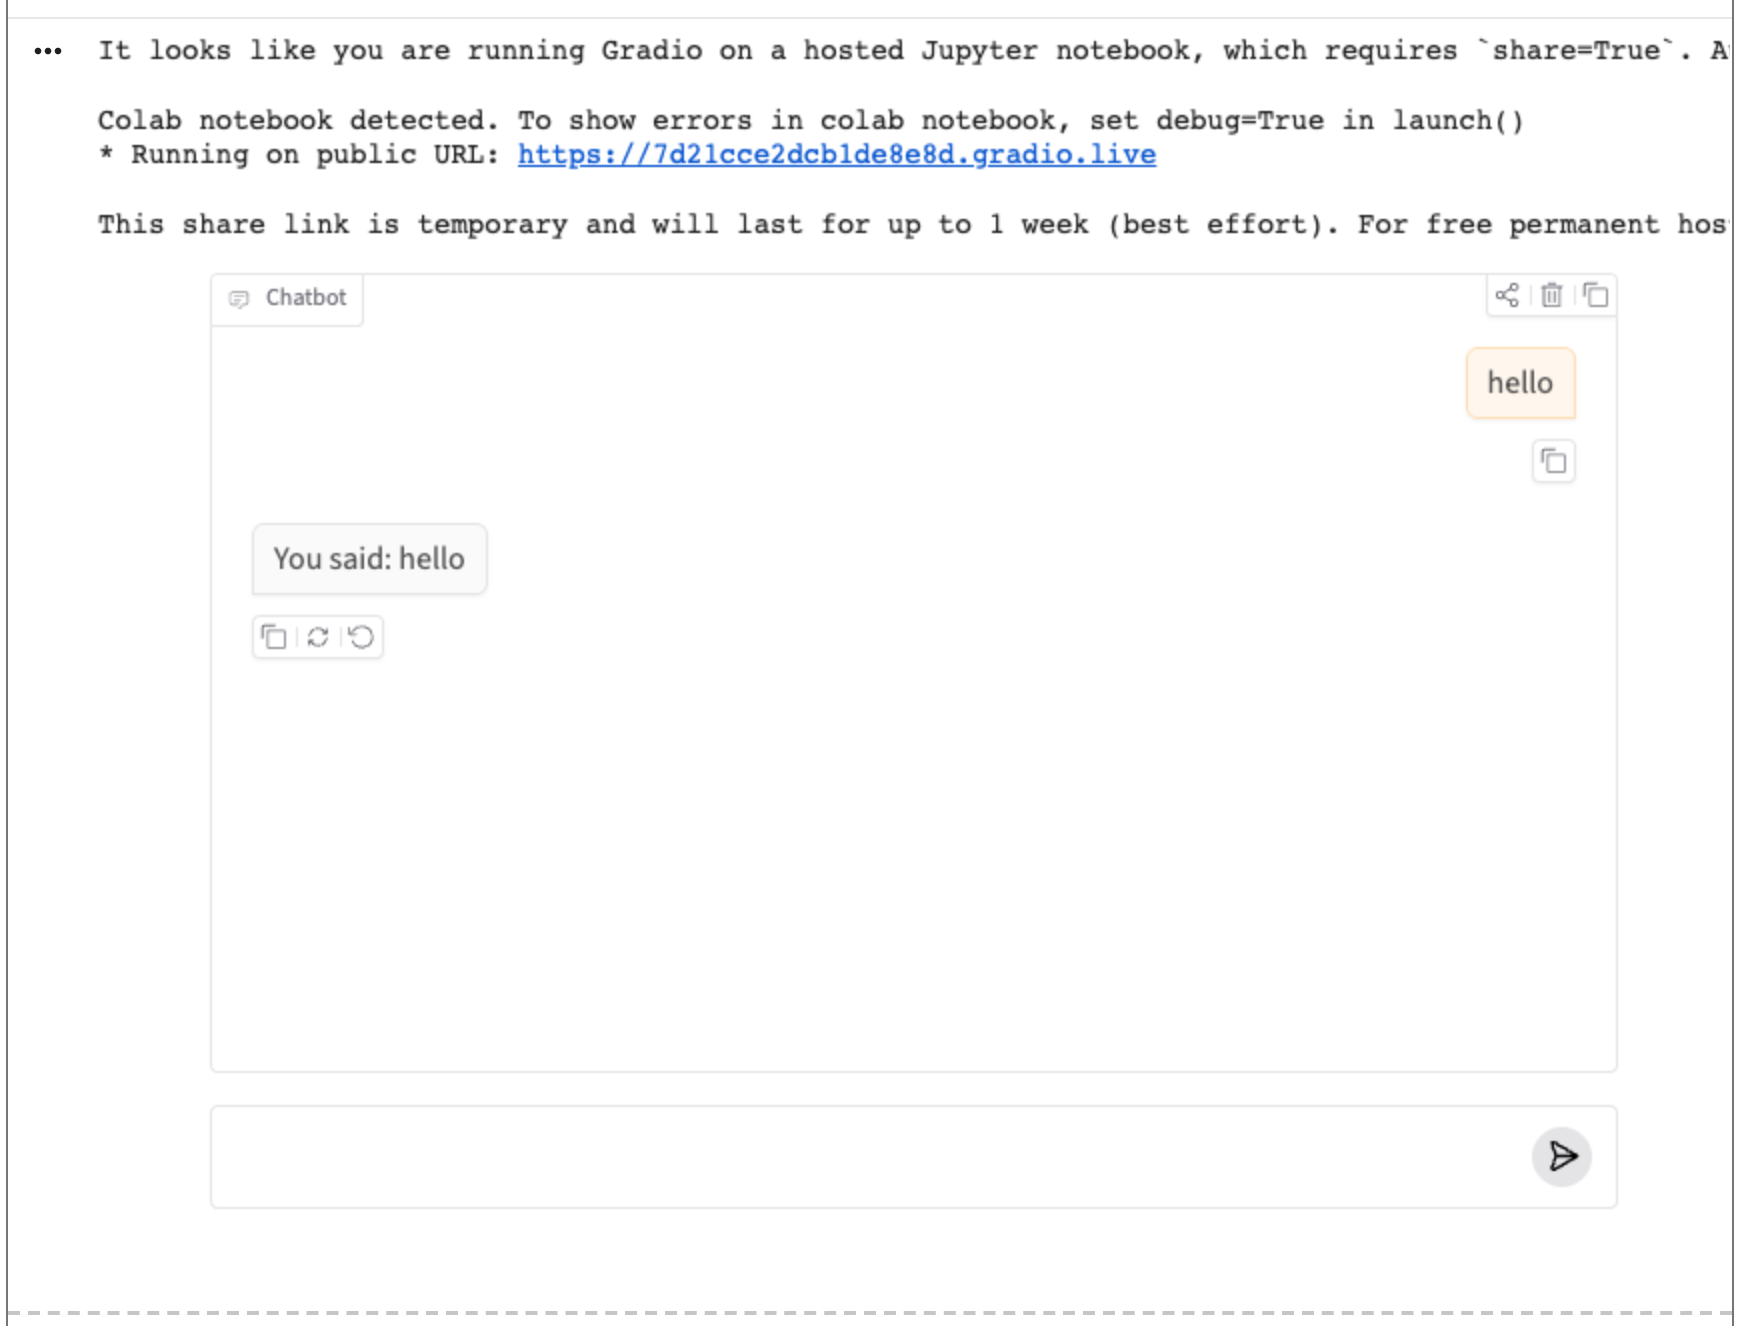 It looks like you are running Gradio on a hosted Jupyter notebook, which requires `share=True`.
Colab notebook detected. To show errors in colab notebook, set debug=True in launch()
* Running on public URL: https://7d21cce2dcb1de8e8d.gradio.live
This share link is temporary and will last for up to 1 week (best effort). For free permanent
Chatbot
hello
You said: hello